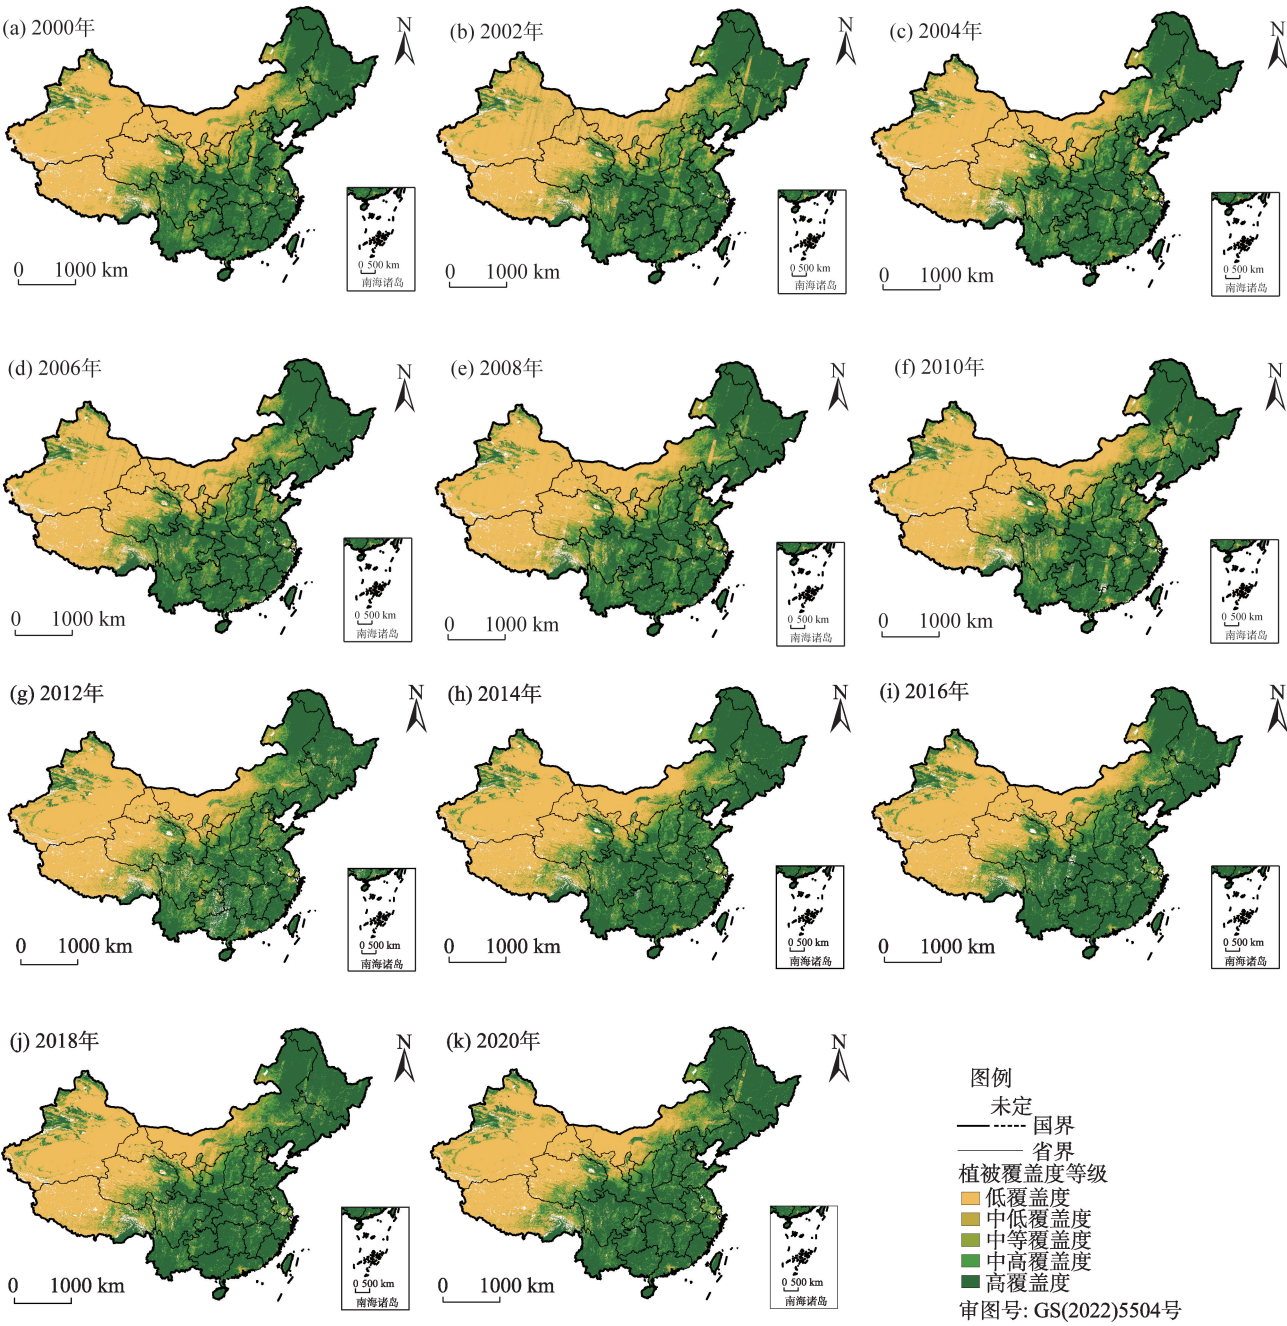 (a) 2000年
N
0 1000 km
0 500 km
南海诸岛
(b) 2002年
N
0 1000 km
0 500 km
南海诸岛
(c) 2004年
N
0 1000 km
0 500 km
南海诸岛
(d) 2006年
N
0 1000 km
0 500 km
南海诸岛
(e) 2008年
N
0 1000 km
0 500 km
南海诸岛
(f) 2010年
N
0 1000 km
0 500 km
南海诸岛
(g) 2012年
N
0 1000 km
0 500 km
南海诸岛
(h) 2014年
N
0 1000 km
0 500 km
南海诸岛
(i) 2016年
N
0 1000 km
0 500 km
南海诸岛
(j) 2018年
N
0 1000 km
0 500 km
南海诸岛
(k) 2020年
N
0 1000 km
0 500 km
南海诸岛
图例
未定
国界
省界
植被覆盖度等级
低覆盖度
中低覆盖度
中等覆盖度
中高覆盖度
高覆盖度
审图号: GS(2022)5504号